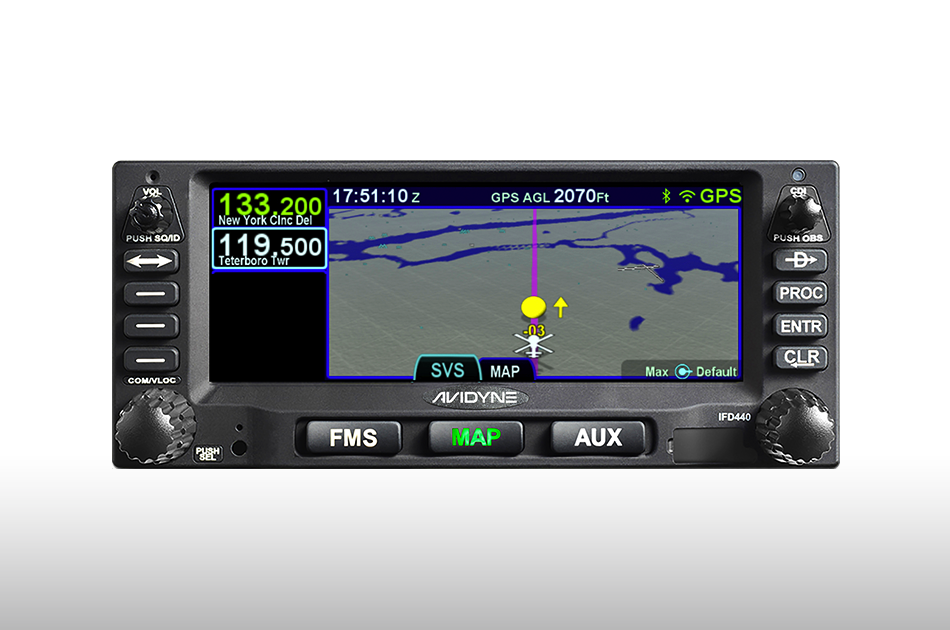 VOL
PUSH SQ/ID
133.200
New York Clnc Del
119.500
Teterboro Twr
17:51:10 Z
GPS AGL 2070Ft
GPS
CDI
PUSH OBS
D
PROC
ENTR
CLR
-03
SVS
MAP
Max
Default
COM/VLOC
AVIDYNE
IFD440
PUSH
SEL
FMS
MAP
AUX